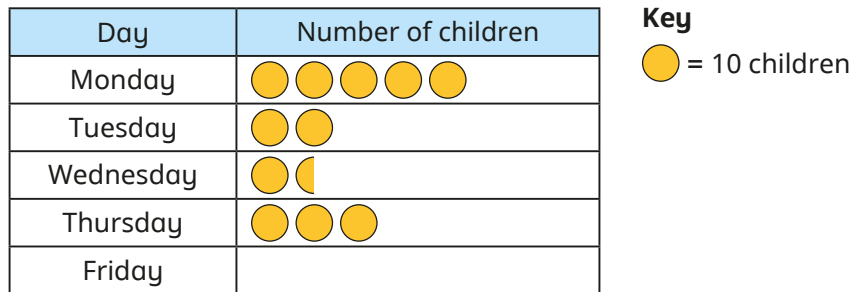 Day Number of children
Monday
Tuesday
Wednesday
Thursday
Friday
Key
= 10 children